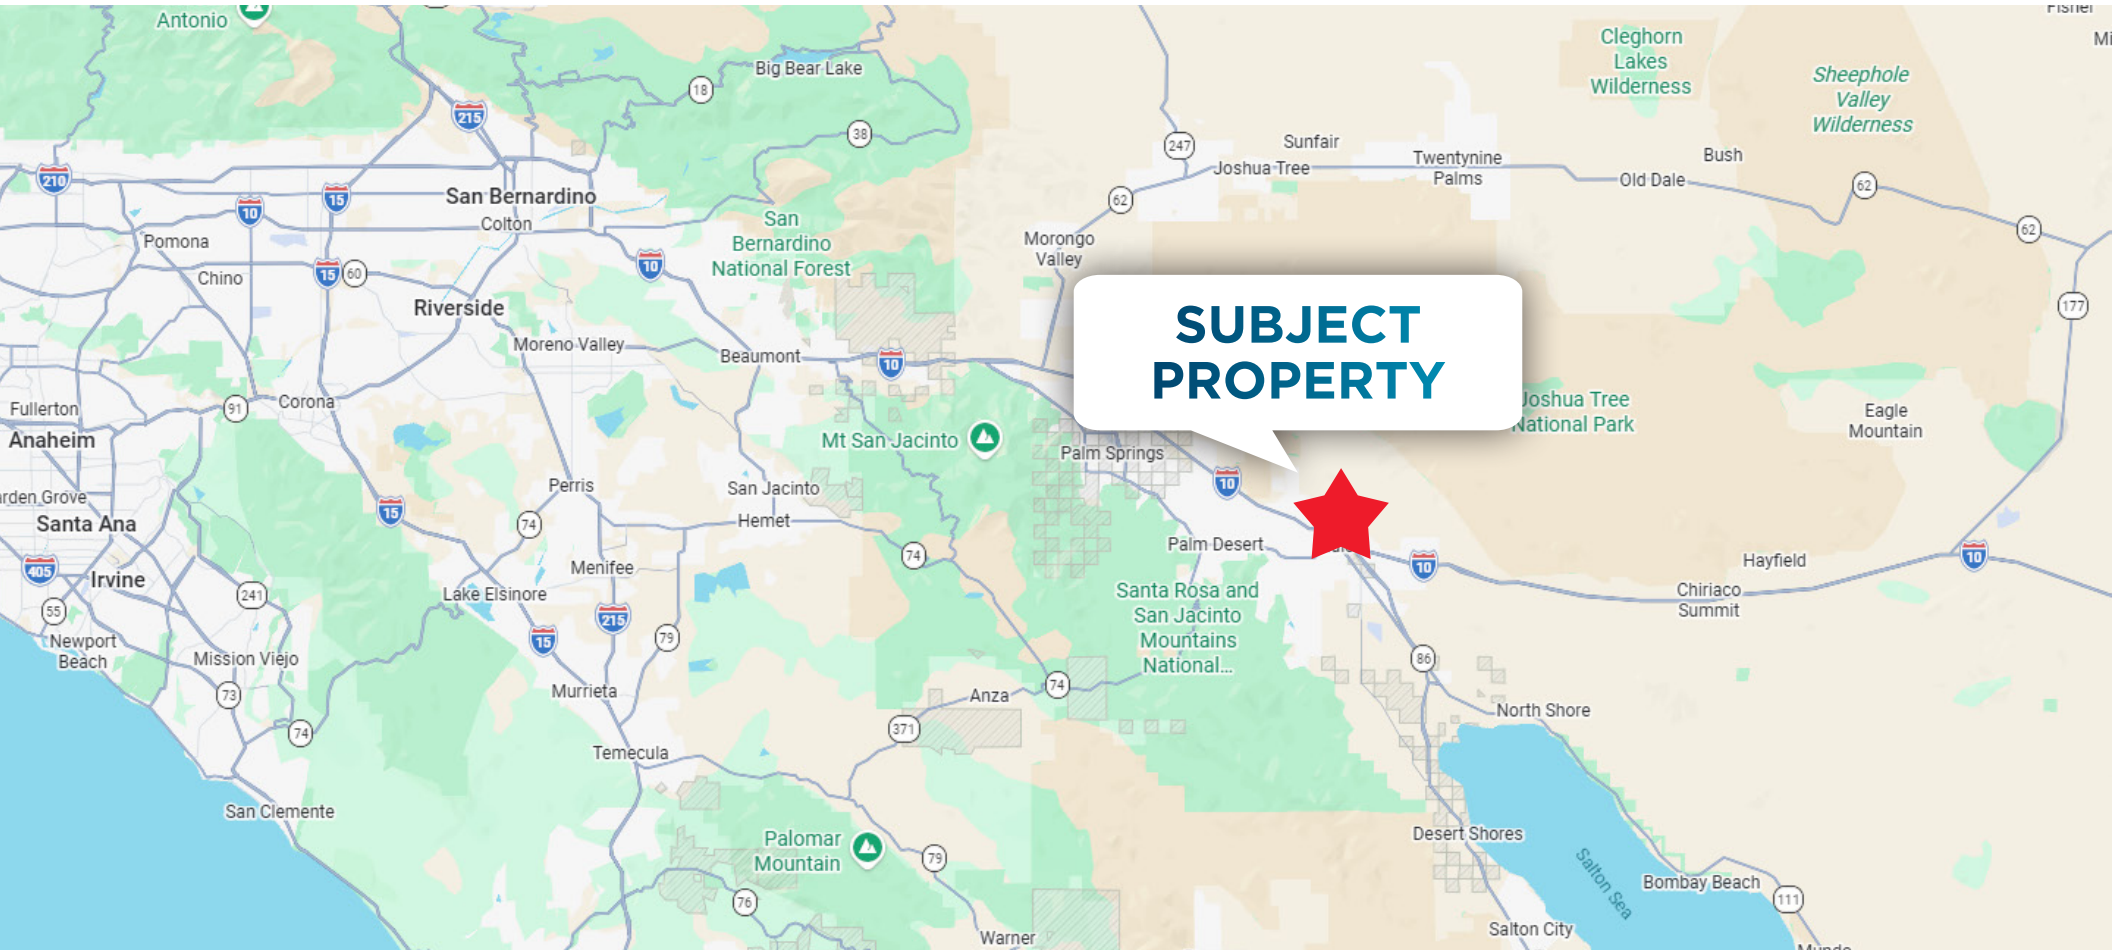 Antonio
Fisher
Big Bear Lake
Cleghorn
Lakes
Wilderness
Sheephole
Valley
Wilderness
18
215
38
247
Sunfair
Joshua Tree
Twentynine
Palms
Bush
Old Dale
62
62
62
210
10
15
San Bernardino
Colton
Pomona
Chino
15
60
10
San
Bernardino
National Forest
Morongo
Valley
177
SUBJECT
PROPERTY
Riverside
Moreno Valley
Beaumont
10
Joshua Tree
National Park
Eagle
Mountain
Fullerton
Anaheim
91
Corona
Mt San Jacinto
Palm Springs
10
arden Grove
Santa Ana
15
Perris
74
San Jacinto
Hemet
74
Palm Desert
10
Hayfield
10
Chiriaco
Summit
405
Irvine
241
55
Newport
Beach
Lake Elsinore
Menifee
215
15
79
Santa Rosa and
San Jacinto
Mountains
National...
Mission Viejo
73
74
Murrieta
Anza
74
86
371
North Shore
Temecula
San Clemente
Palomar
Mountain
79
76
Warner
Desert Shores
Salton Sea
Bombay Beach
111
Salton City